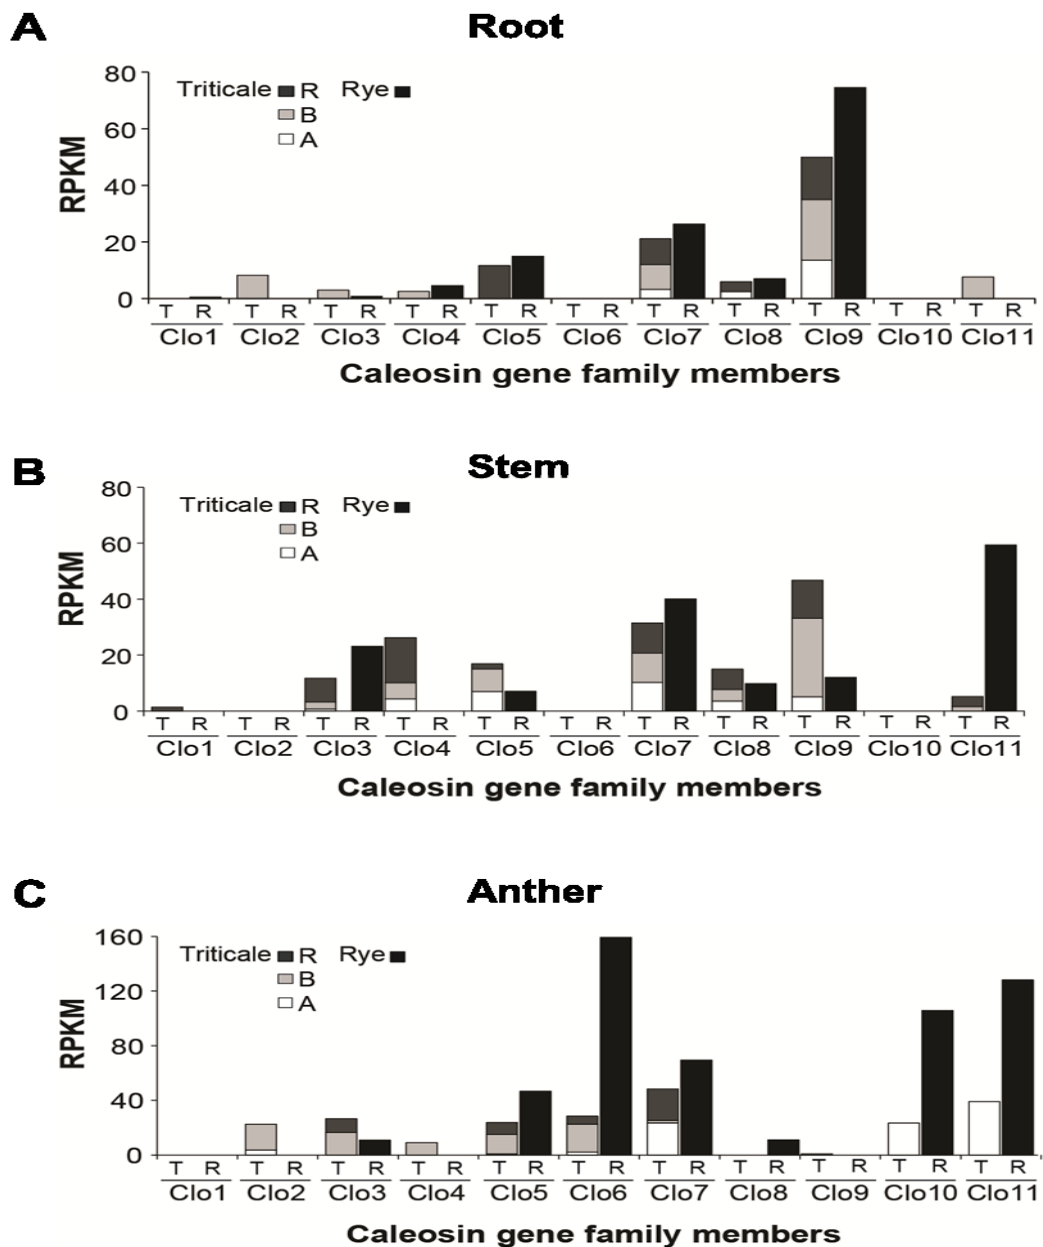 A
Root
80
60
40
20
0
RPKM
Triticale R Rye
B
A
T R T R T R T R T R T R T R T R T R T R T R
Clo1 Clo2 Clo3 Clo4 Clo5 Clo6 Clo7 Clo8 Clo9 Clo10 Clo11
Caleosin gene family members
B
Stem
80
60
40
20
0
RPKM
Triticale R Rye
B
A
T R T R T R T R T R T R T R T R T R T R T R
Clo1 Clo2 Clo3 Clo4 Clo5 Clo6 Clo7 Clo8 Clo9 Clo10 Clo11
Caleosin gene family members
C
Anther
160
120
80
40
0
RPKM
Triticale R Rye
B
A
T R T R T R T R T R T R T R T R T R T R T R
Clo1 Clo2 Clo3 Clo4 Clo5 Clo6 Clo7 Clo8 Clo9 Clo10 Clo11
Caleosin gene family members